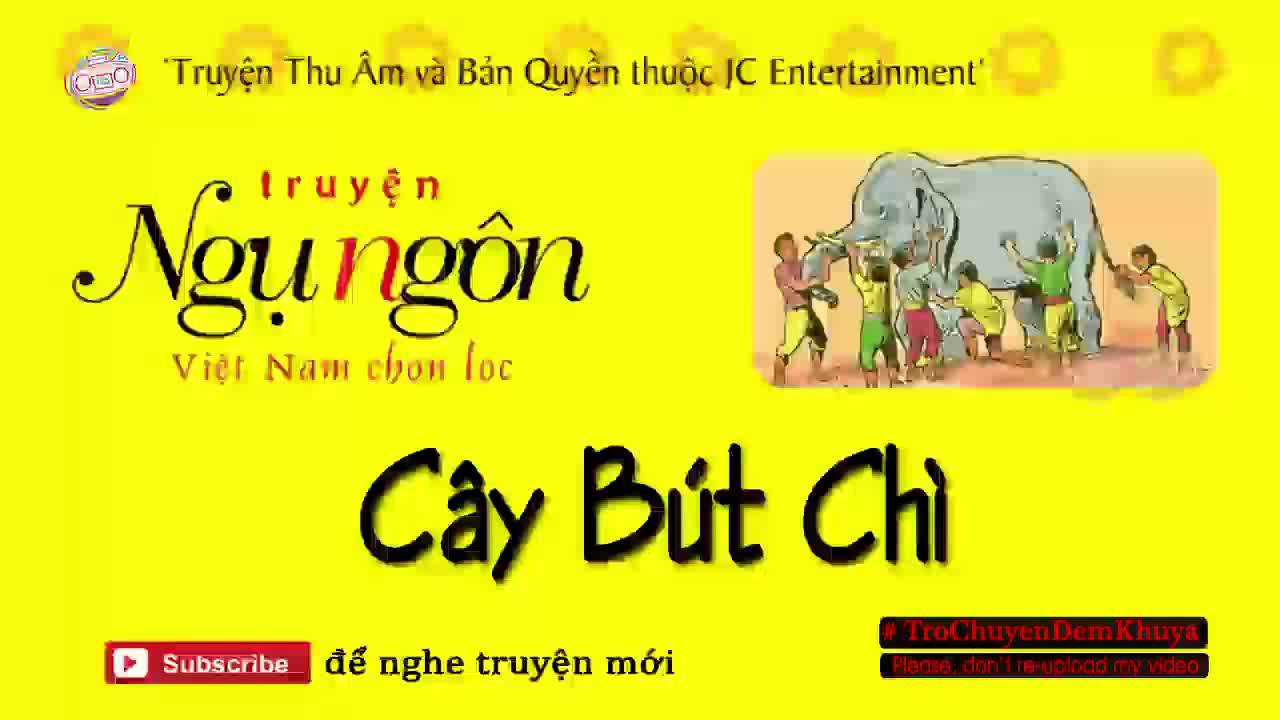 'Truyện Thu Âm và Bản Quyền thuộc JC Entertainment'
truyện
Ngụ ngôn
Việt Nam chọn lọc
Cây Bút Chì
Subscribe để nghe truyện mới
# TroChuyenDemKhuya
Please, don't re-upload my video